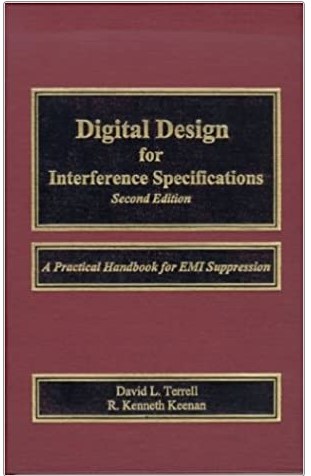 Digital Design
for
Interference Specifications
Second Edition
A Practical Handbook for EMI Suppression
David L. Terrell
R. Kenneth Keenan